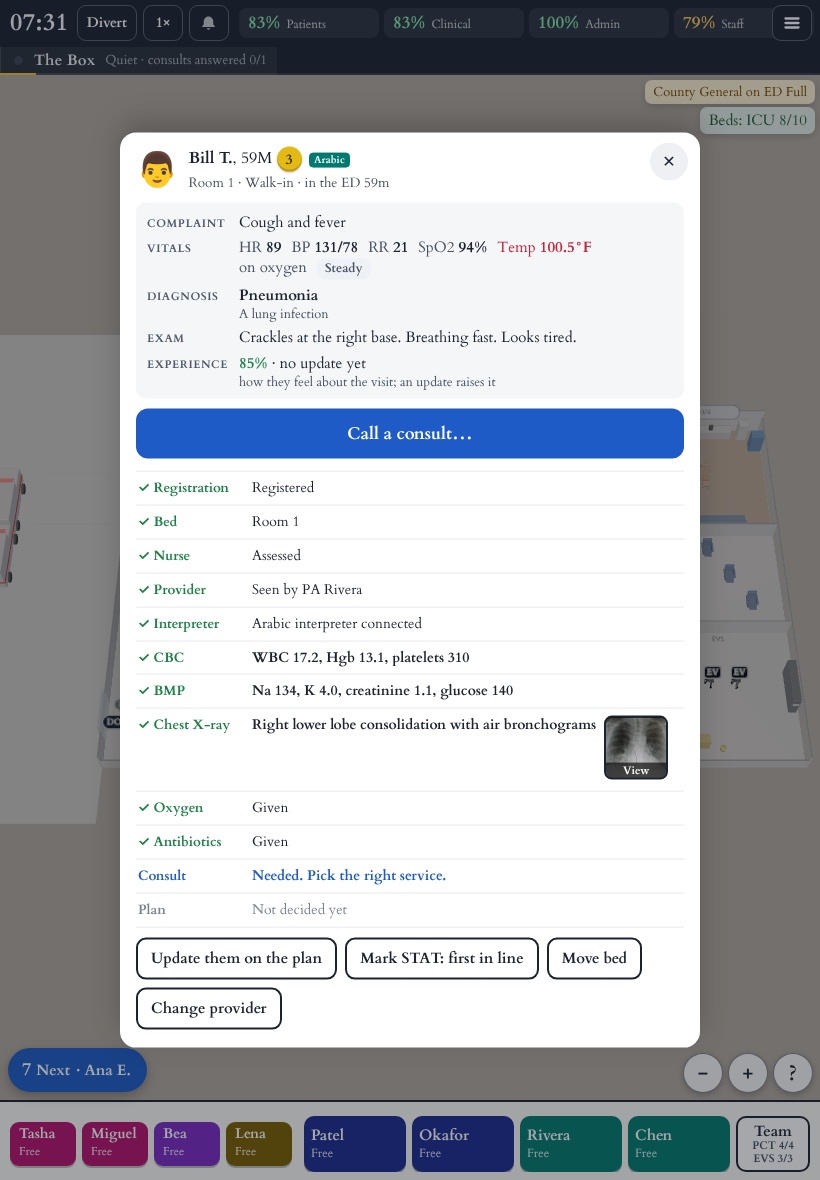 07:31 Divert 1× 83% Patients 83% Clinical 100% Admin 79% Staff
The Box Quiet · consults answered 0/1
County General on ED Full
Beds: ICU 8/10
Bill T., 59M 3 Arabic
Room 1 · Walk-in · in the ED 59m
COMPLAINT Cough and fever
VITALS HR 89 BP 131/78 RR 21 SpO2 94% Temp 100.5°F
on oxygen Steady
DIAGNOSIS Pneumonia
A lung infection
EXAM Crackles at the right base. Breathing fast. Looks tired.
EXPERIENCE 85% · no update yet
how they feel about the visit; an update raises it
Call a consult…
✓ Registration Registered
✓ Bed Room 1
✓ Nurse Assessed
✓ Provider Seen by PA Rivera
✓ Interpreter Arabic interpreter connected
✓ CBC WBC 17.2, Hgb 13.1, platelets 310
✓ BMP Na 134, K 4.0, creatinine 1.1, glucose 140
✓ Chest X-ray Right lower lobe consolidation with air bronchograms
View
✓ Oxygen Given
✓ Antibiotics Given
Consult Needed. Pick the right service.
Plan Not decided yet
Update them on the plan Mark STAT: first in line Move bed
Change provider
7 Next · Ana E.
− + ?
Tasha Miguel Bea Lena Patel Okafor Rivera Chen Team
Free Free Free Free Free Free Free Free PCT 4/4
EVS 3/3